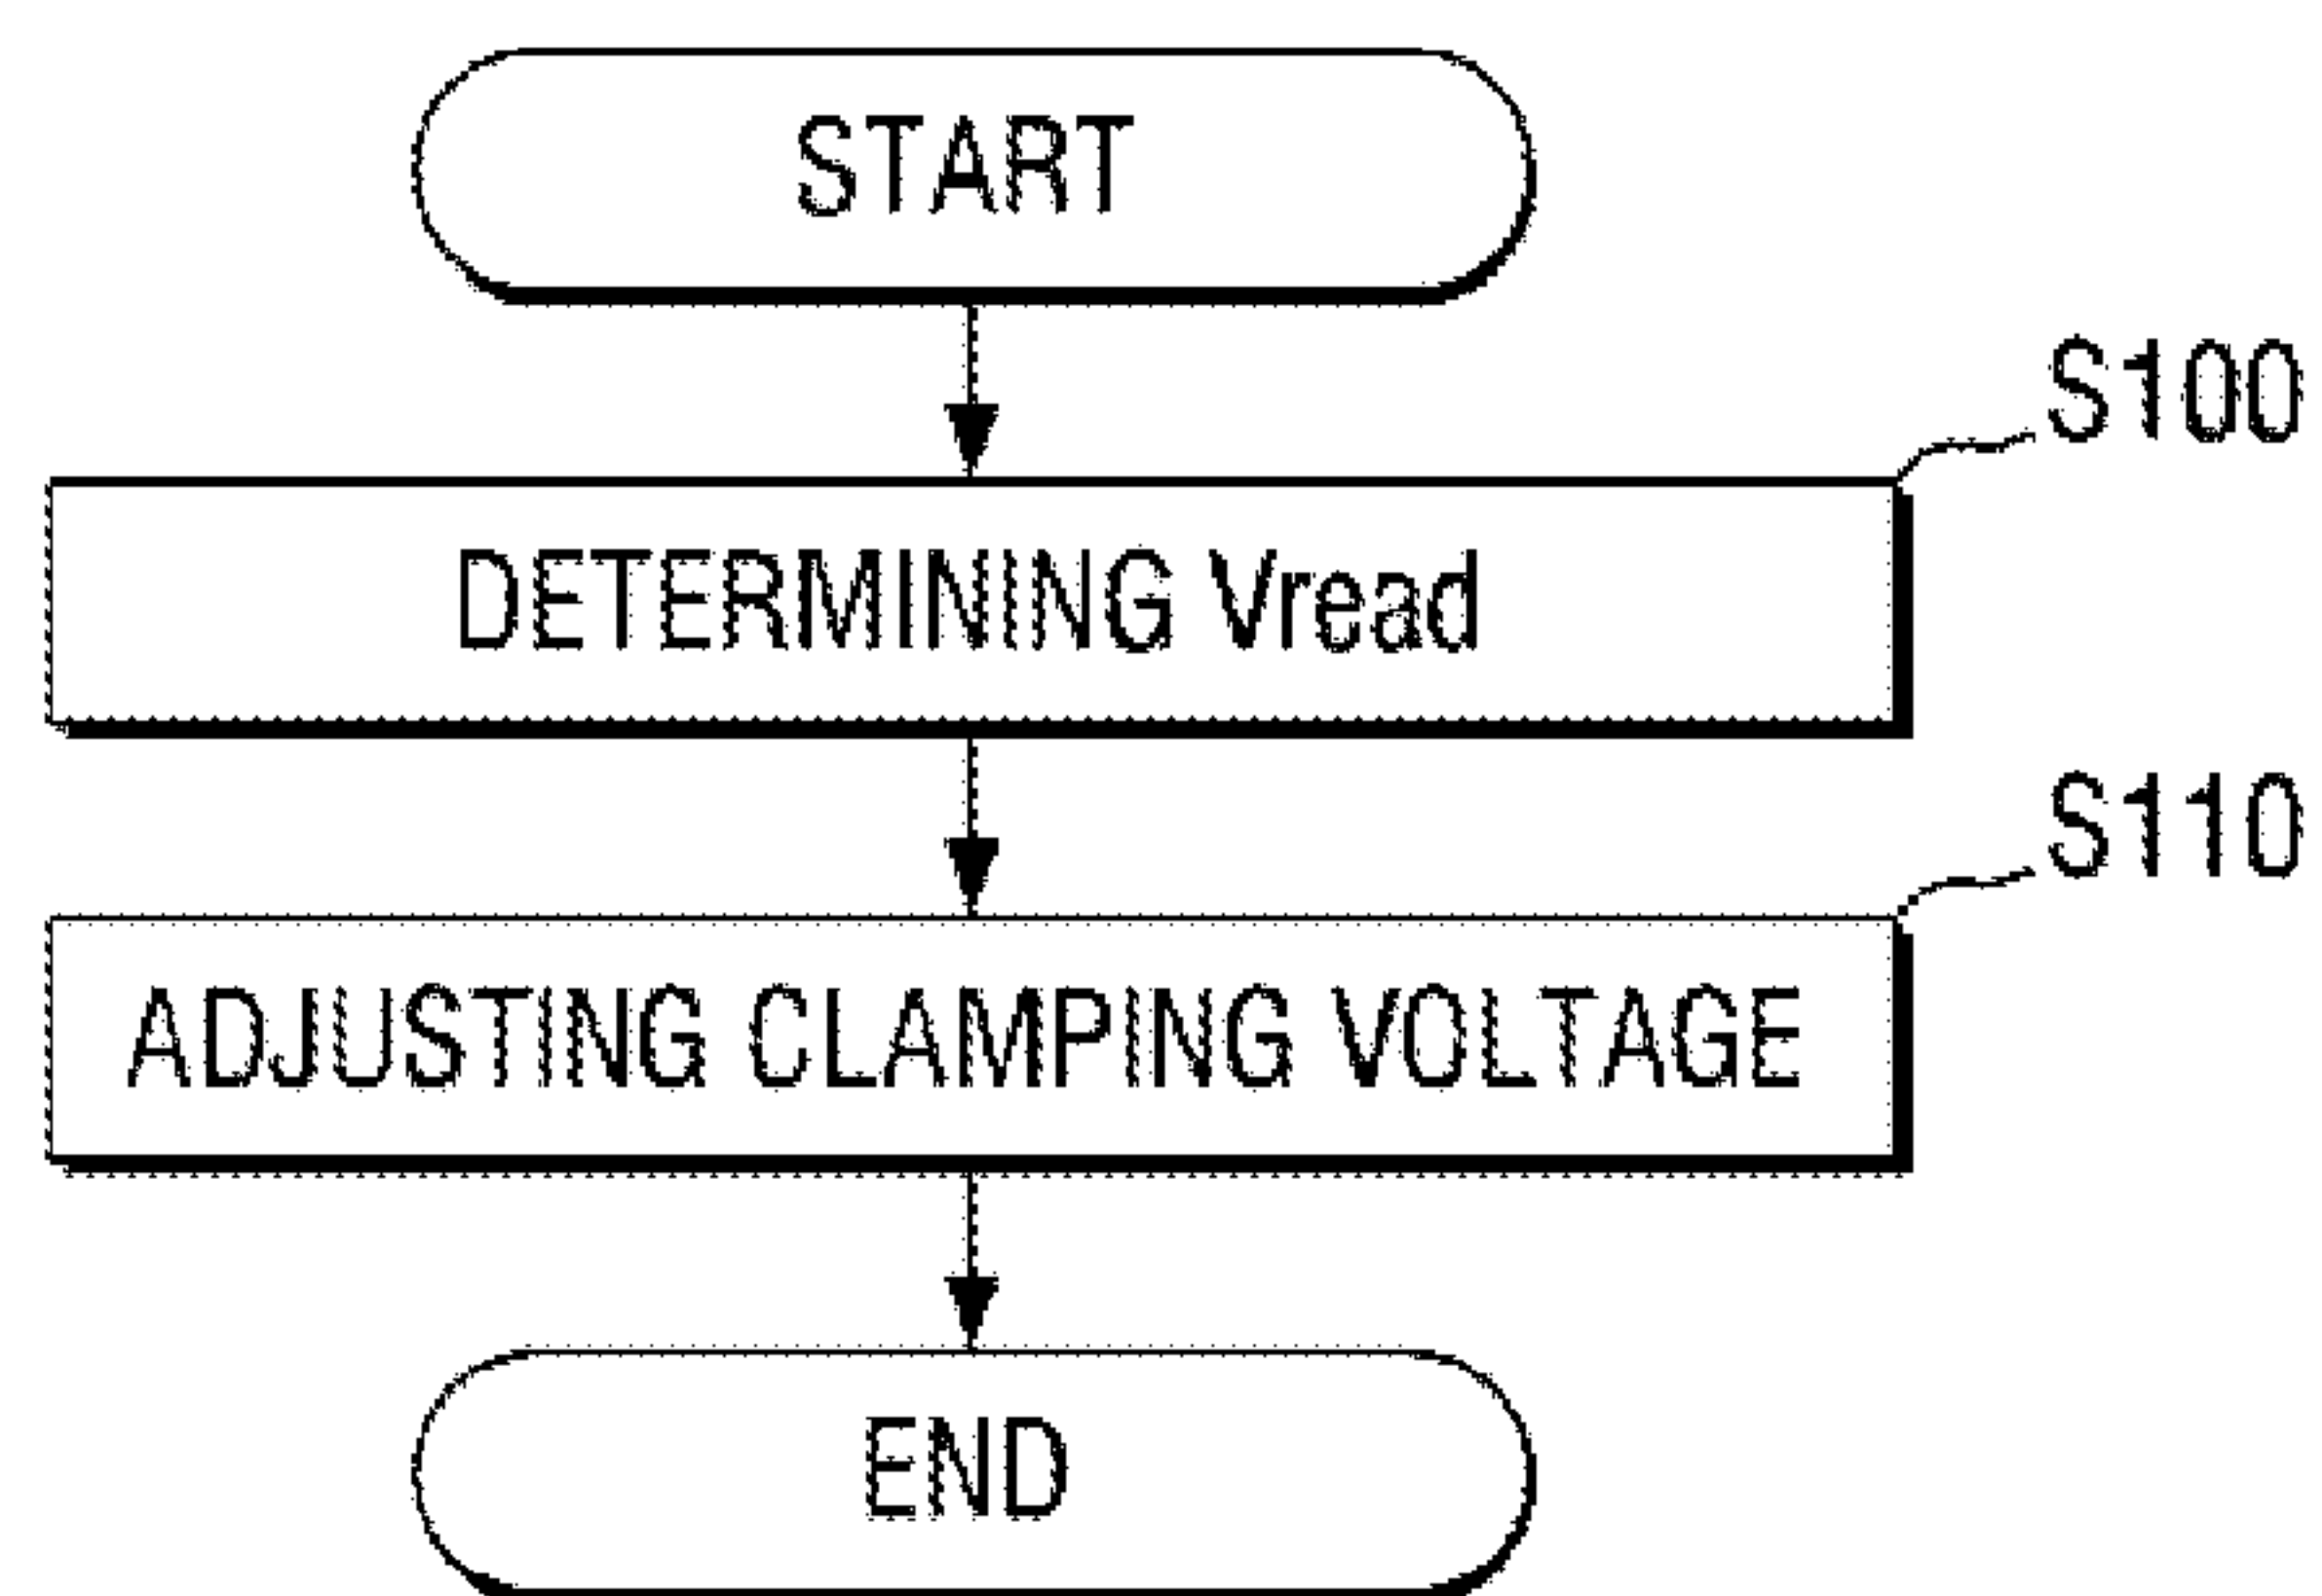 START
S100
DETERMINING Vread
S110
ADJUSTING CLAMPING VOLTAGE
END